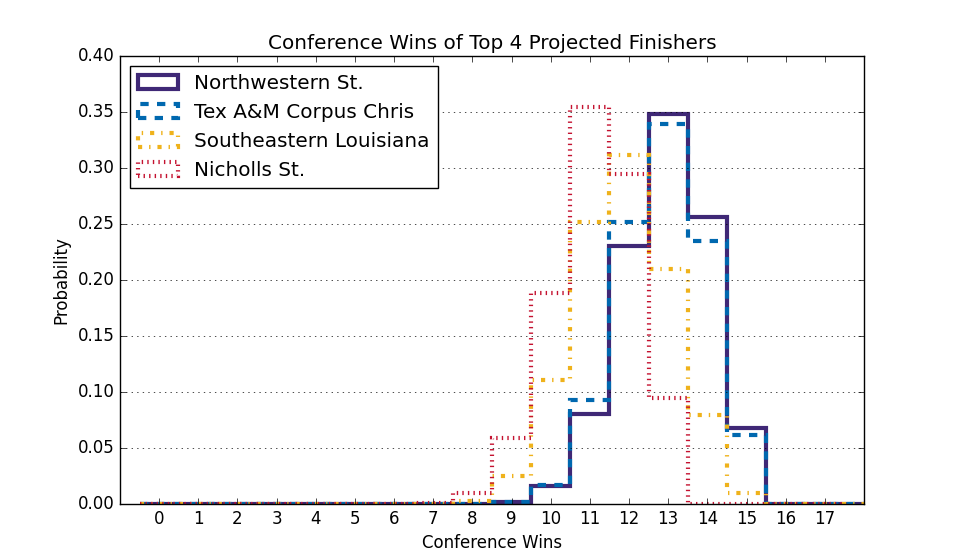 Conference Wins of Top 4 Projected Finishers
0.40
0.35
0.30
0.25
0.20
0.15
0.10
0.05
0.00
Probability
Northwestern St.
Tex A&M Corpus Chris
Southeastern Louisiana
Nicholls St.
0 1 2 3 4 5 6 7 8 9 10 11 12 13 14 15 16 17
Conference Wins